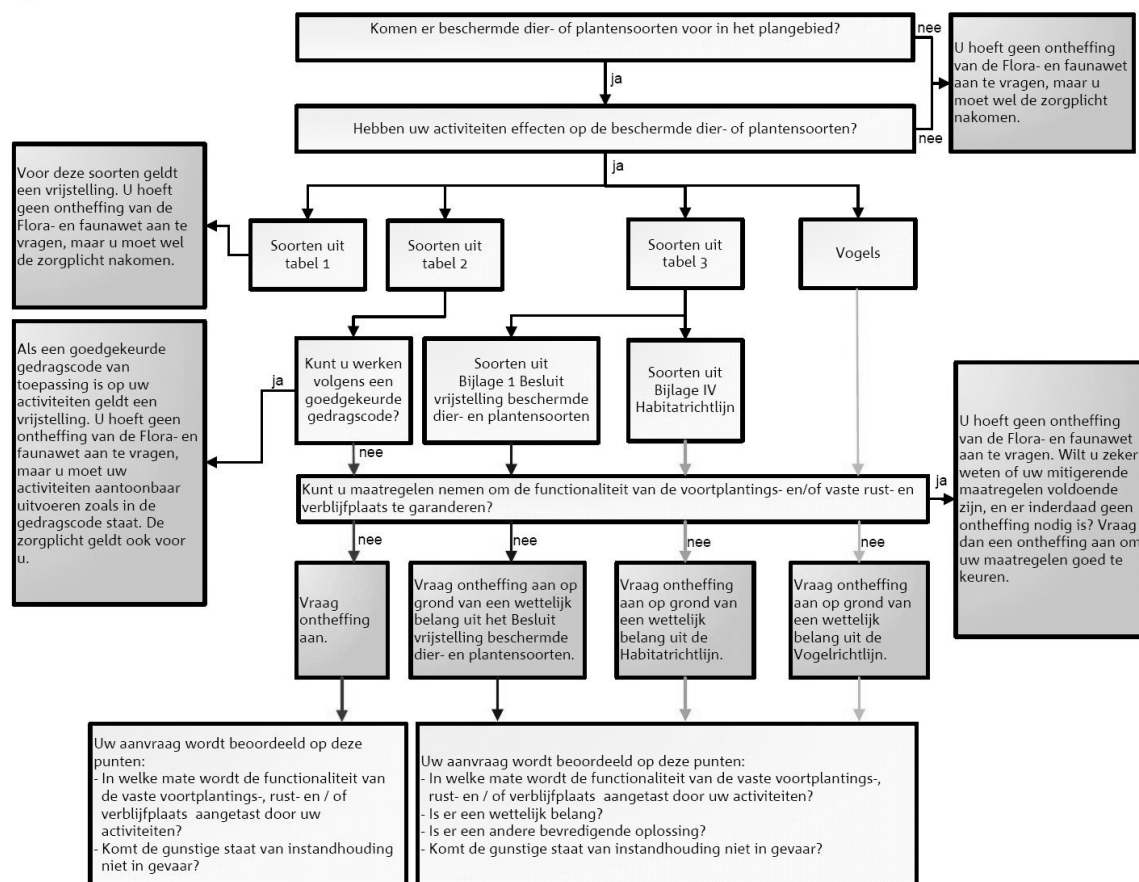 Komen er beschermde dier- of plantensoorten voor in het plangebied?
nee
U hoeft geen ontheffing
van de Flora- en faunawet
aan te vragen, maar u
moet wel de zorgplicht
nakomen.
ja
Hebben uw activiteiten effecten op de beschermde dier- of plantensoorten?
nee
ja
Voor deze soorten geldt
een vrijstelling. U hoeft
geen ontheffing van de
Flora- en faunawet aan te
vragen, maar u moet wel
de zorgplicht nakomen.
Soorten uit
tabel 1
Soorten uit
tabel 2
Soorten uit
tabel 3
Vogels
Als een goedgekeurde
gedragscode van
toepassing is op uw
activiteiten geldt een
vrijstelling. U hoeft geen
ontheffing van de Flora- en
faunawet aan te vragen,
maar u moet uw
activiteiten aantoonbaar
uitvoeren zoals in de
gedragscode staat. De
zorgplicht geldt ook voor
u.
ja
Kunt u werken
volgens een
goedgekeurde
gedragscode?
Soorten uit
Bijlage 1 Besluit
vrijstelling beschermde
dier- en plantensoorten
Soorten uit
Bijlage IV
Habitatrichtlijn
nee
Kunt u maatregelen nemen om de functionaliteit van de voortplantings- en/of vaste rust- en
verblijfplaats te garanderen?
ja
U hoeft geen ontheffing
van de Flora- en faunawet
aan te vragen. Wilt u zeker
weten of uw mitigerende
maatregelen voldoende
zijn, en er inderdaad geen
ontheffing nodig is? Vraag
dan een ontheffing aan om
uw maatregelen goed te
keuren.
nee
nee
nee
nee
Vraag
ontheffing
aan.
Vraag ontheffing aan op
grond van een wettelijk
belang uit het Besluit
vrijstelling beschermde
dier- en plantensoorten.
Vraag ontheffing
aan op grond van
een wettelijk
belang uit de
Habitatrichtlijn.
Vraag ontheffing
aan op grond van
een wettelijk
belang uit de
Vogelrichtlijn.
Uw aanvraag wordt beoordeeld op deze
punten:
- In welke mate wordt de functionaliteit van
de vaste voortplantings-, rust- en / of
verblijfplaats aangetast door uw
activiteiten?
- Komt de gunstige staat van instandhouding
niet in gevaar?
Uw aanvraag wordt beoordeeld op deze punten:
- In welke mate wordt de functionaliteit van de vaste voortplantings-,
rust- en / of verblijfplaats aangetast door uw activiteiten?
- Is er een wettelijk belang?
- Is er een andere bevredigende oplossing?
- Komt de gunstige staat van instandhouding niet in gevaar?